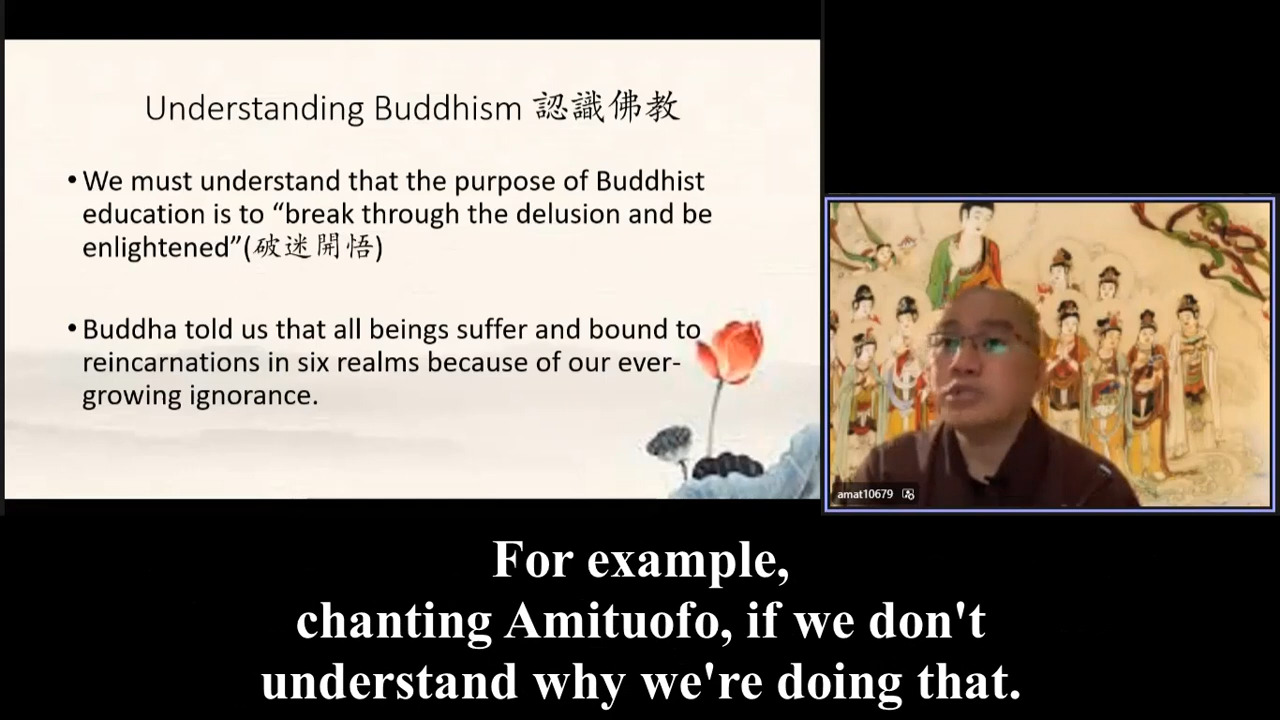 Understanding Buddhism 認識佛教
•We must understand that the purpose of Buddhist
education is to “break through the delusion and be
enlightened”(破迷開悟)
•Buddha told us that all beings suffer and bound to
reincarnations in six realms because of our ever-
growing ignorance.
amat10679
For example,
chanting Amituofo, if we don't
understand why we're doing that.